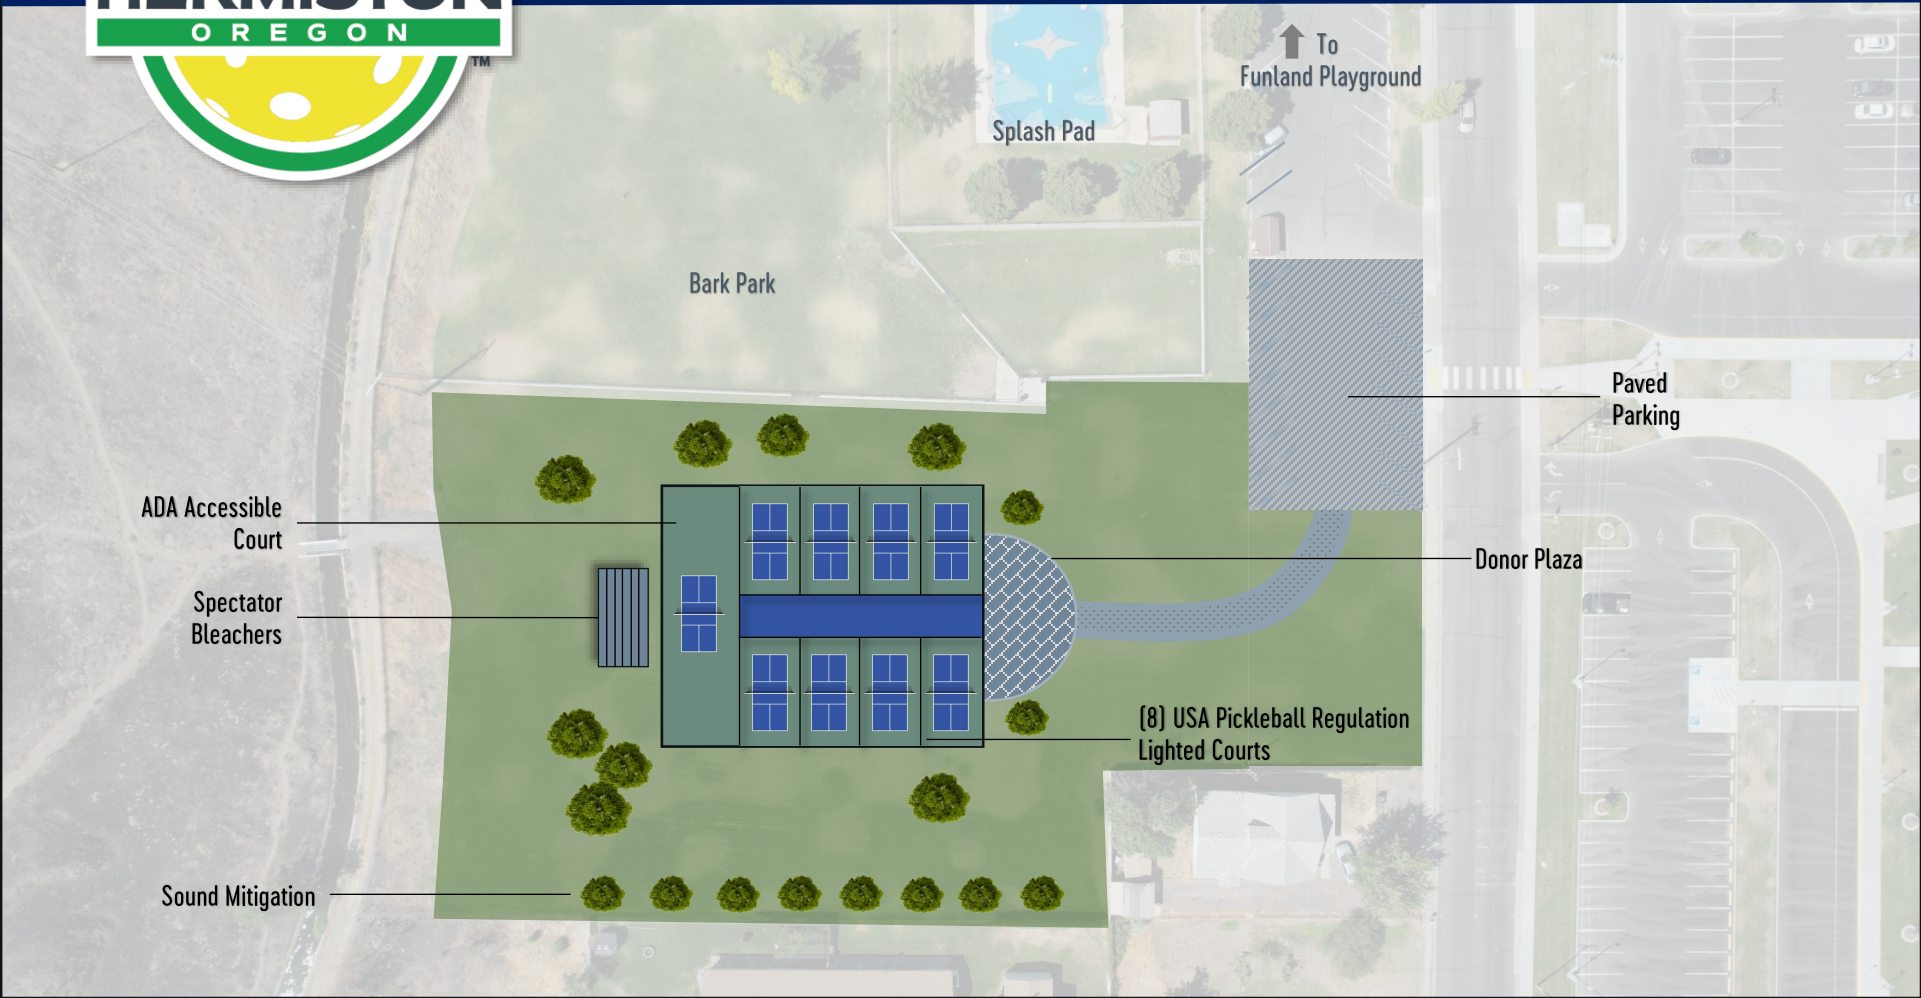 HERMISTON
OREGON
TM
To
Funland Playground
Splash Pad
Bark Park
Paved
Parking
ADA Accessible
Court
Donor Plaza
Spectator
Bleachers
(8) USA Pickleball Regulation
Lighted Courts
Sound Mitigation